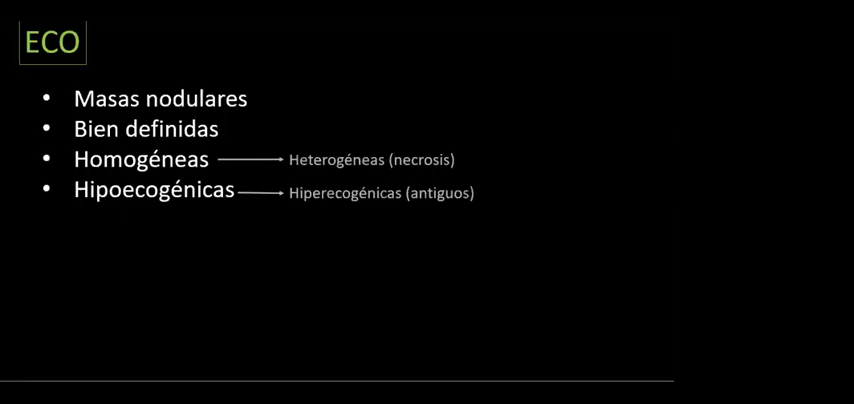 ECO
• Masas nodulares
• Bien definidas
• Homogéneas → Heterogéneas (necrosis)
• Hipoecogénicas → Hiperecogénicas (antiguos)